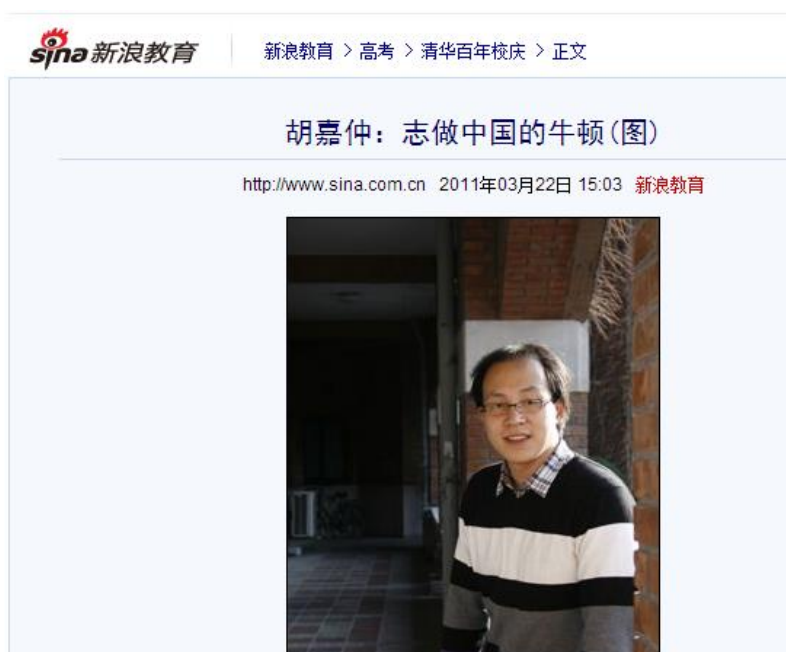 sina新浪教育
新浪教育 > 高考 > 清华百年校庆 > 正文
胡嘉仲：志做中国的牛顿(图)
http://www.sina.com.cn 2011年03月22日 15:03 新浪教育